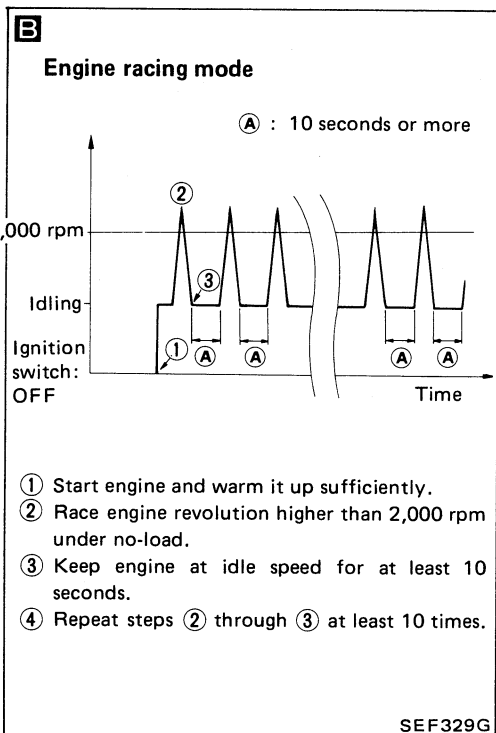 B
Engine racing mode
Ⓐ : 10 seconds or more
②
,000 rpm
③
Idling
Ignition
switch:
OFF
①
Ⓐ Ⓐ Ⓐ Ⓐ
Time
① Start engine and warm it up sufficiently.
② Race engine revolution higher than 2,000 rpm
under no-load.
③ Keep engine at idle speed for at least 10
seconds.
④ Repeat steps ② through ③ at least 10 times.
SEF329G